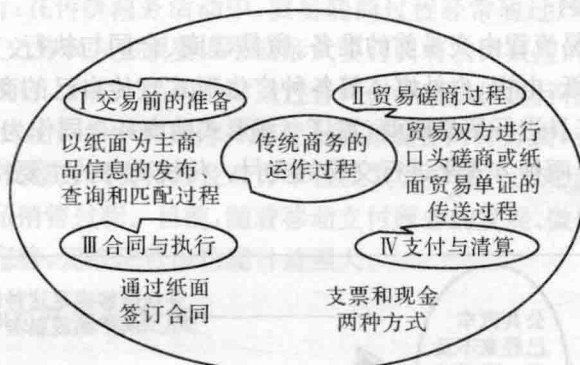 Ⅰ交易前的准备
以纸面为主商
品信息的发布、
查询和匹配过程
传统商务的
运作过程
Ⅱ贸易磋商过程
贸易双方进行
口头磋商或纸
面贸易单证的
传送过程
Ⅲ合同与执行
通过纸面
签订合同
Ⅳ支付与清算
支票和现金
两种方式